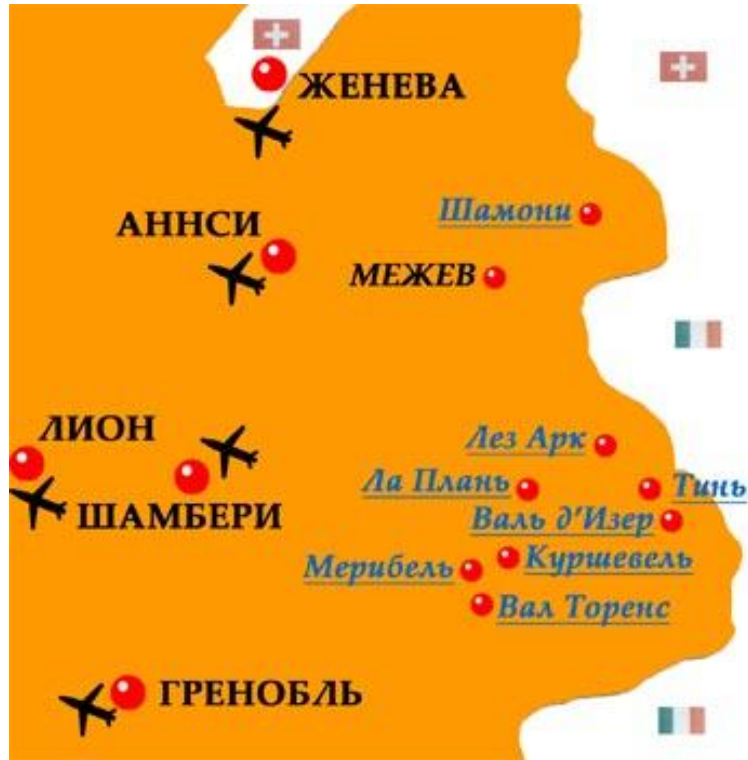 ЖЕНЕВА
Шамони
АННСИ
МЕЖЕВ
ЛИОН
Лез Арк
Ла Плань
Тинь
ШАМБЕРИ
Валь д'Изер
Мерибель
Куршевель
Вал Торенс
ГРЕНОБЛЬ